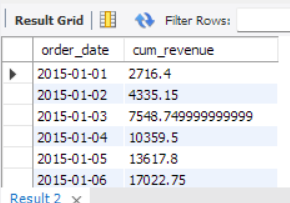 Result Grid Filter Rows:
order_date cum_revenue
2015-01-01 2716.4
2015-01-02 4335.15
2015-01-03 7548.749999999999
2015-01-04 10359.5
2015-01-05 13617.8
2015-01-06 17022.75
Result 2 ×